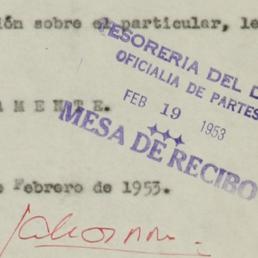 ión sobre el particular, le
TESORERIA DEL D
OFICIALIA DE PARTES
A M E N T E.
FEB 19 1953
MESA DE RECIBO
e Febrero de 1953.